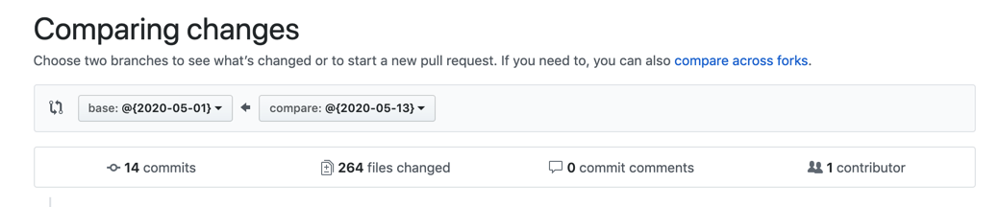 Comparing changes
Choose two branches to see what's changed or to start a new pull request. If you need to, you can also compare across forks.
base: @{2020-05-01} compare: @{2020-05-13}
14 commits 264 files changed 0 commit comments 1 contributor